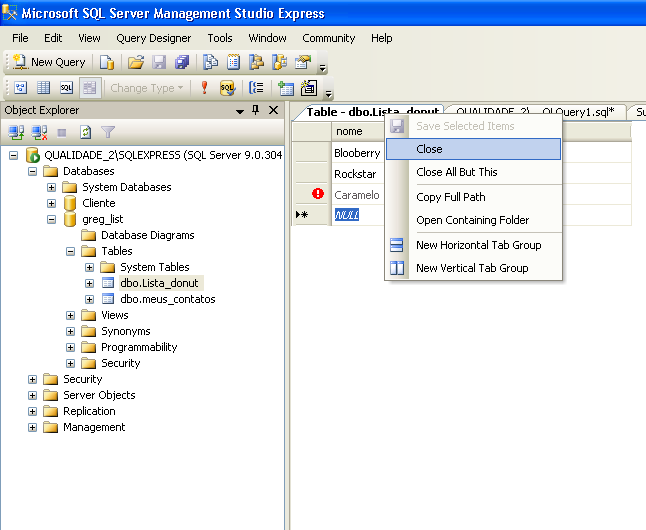 Microsoft SQL Server Management Studio Express
File Edit View Query Designer Tools Window Community Help
New Query
SQL Change Type SQL
Object Explorer
Table - dbo.Lista_donut QUALIDADE_2\...QLQuery1.sql* Su
nome
Save Selected Items
Close
Close All But This
Copy Full Path
Open Containing Folder
New Horizontal Tab Group
New Vertical Tab Group
Blooberry
Rockstar
Caramelo
NULL
QUALIDADE_2\SQLEXPRESS (SQL Server 9.0.304
Databases
System Databases
Cliente
greg_list
Database Diagrams
Tables
System Tables
dbo.Lista_donut
dbo.meus_contatos
Views
Synonyms
Programmability
Security
Security
Server Objects
Replication
Management